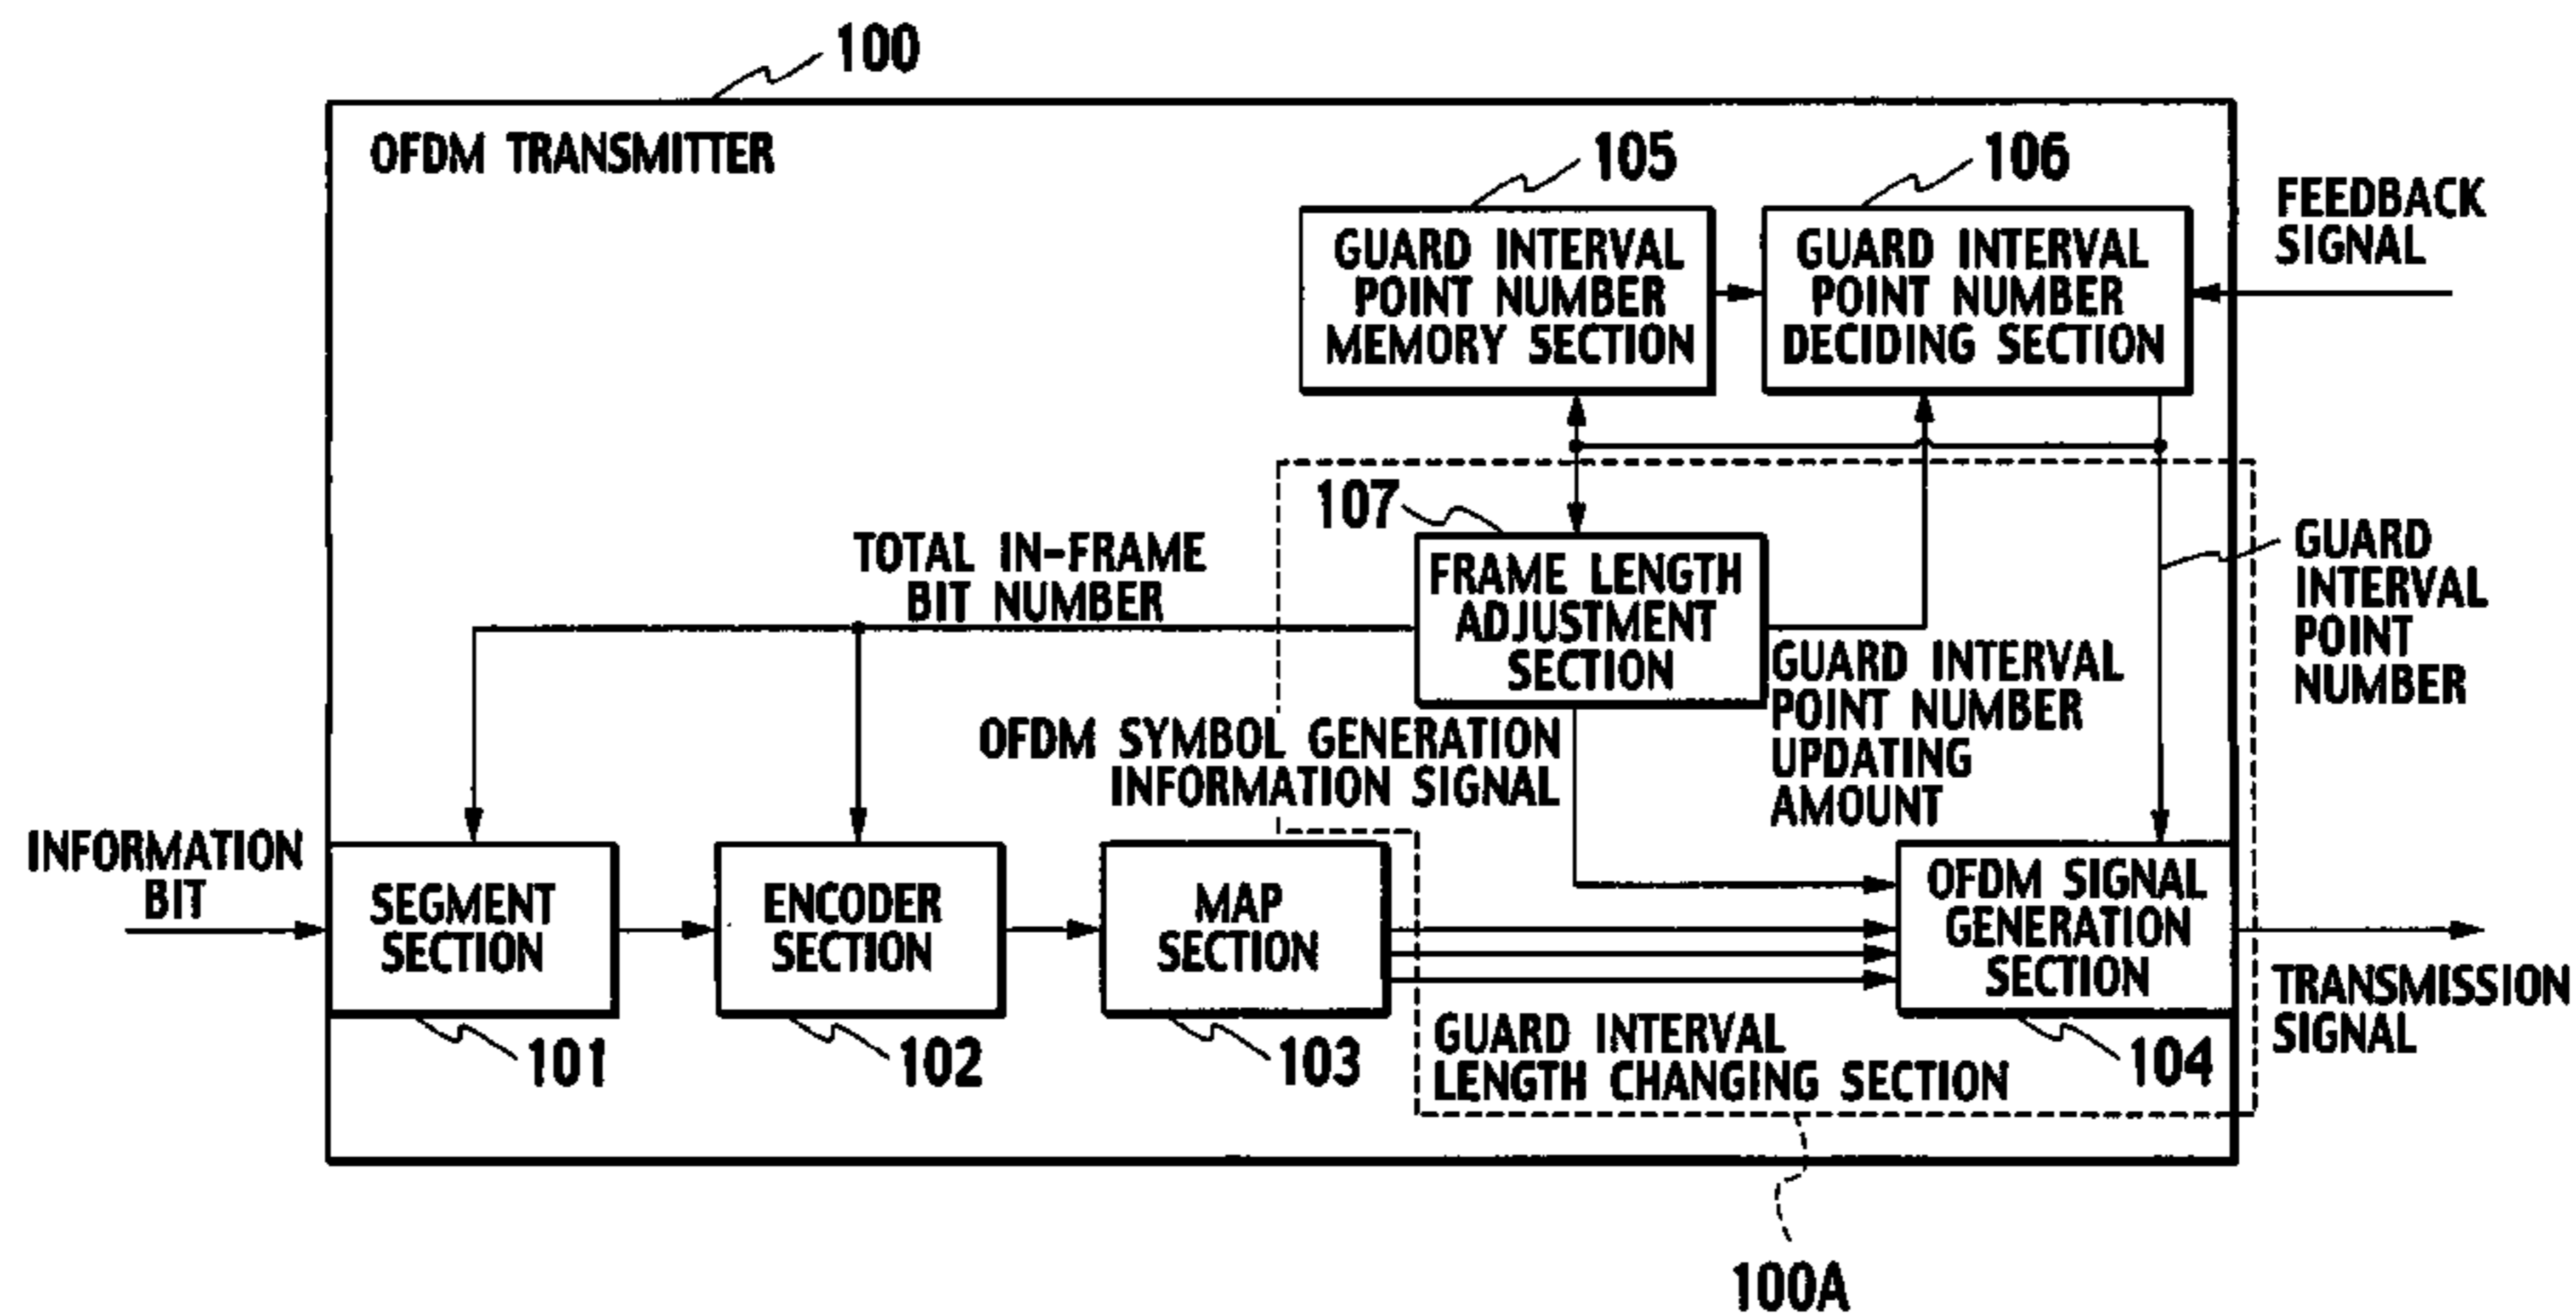 100
OFDM TRANSMITTER
105
106
GUARD INTERVAL
POINT NUMBER
MEMORY SECTION
GUARD INTERVAL
POINT NUMBER
DECIDING SECTION
FEEDBACK
SIGNAL
107
TOTAL IN-FRAME
BIT NUMBER
FRAME LENGTH
ADJUSTMENT
SECTION
GUARD
INTERVAL
POINT
NUMBER
GUARD INTERVAL
POINT NUMBER
UPDATING
AMOUNT
OFDM SYMBOL GENERATION
INFORMATION SIGNAL
INFORMATION
BIT
SEGMENT
SECTION
ENCODER
SECTION
MAP
SECTION
OFDM SIGNAL
GENERATION
SECTION
TRANSMISSION
SIGNAL
101
102
103
GUARD INTERVAL
LENGTH CHANGING SECTION
104
100A